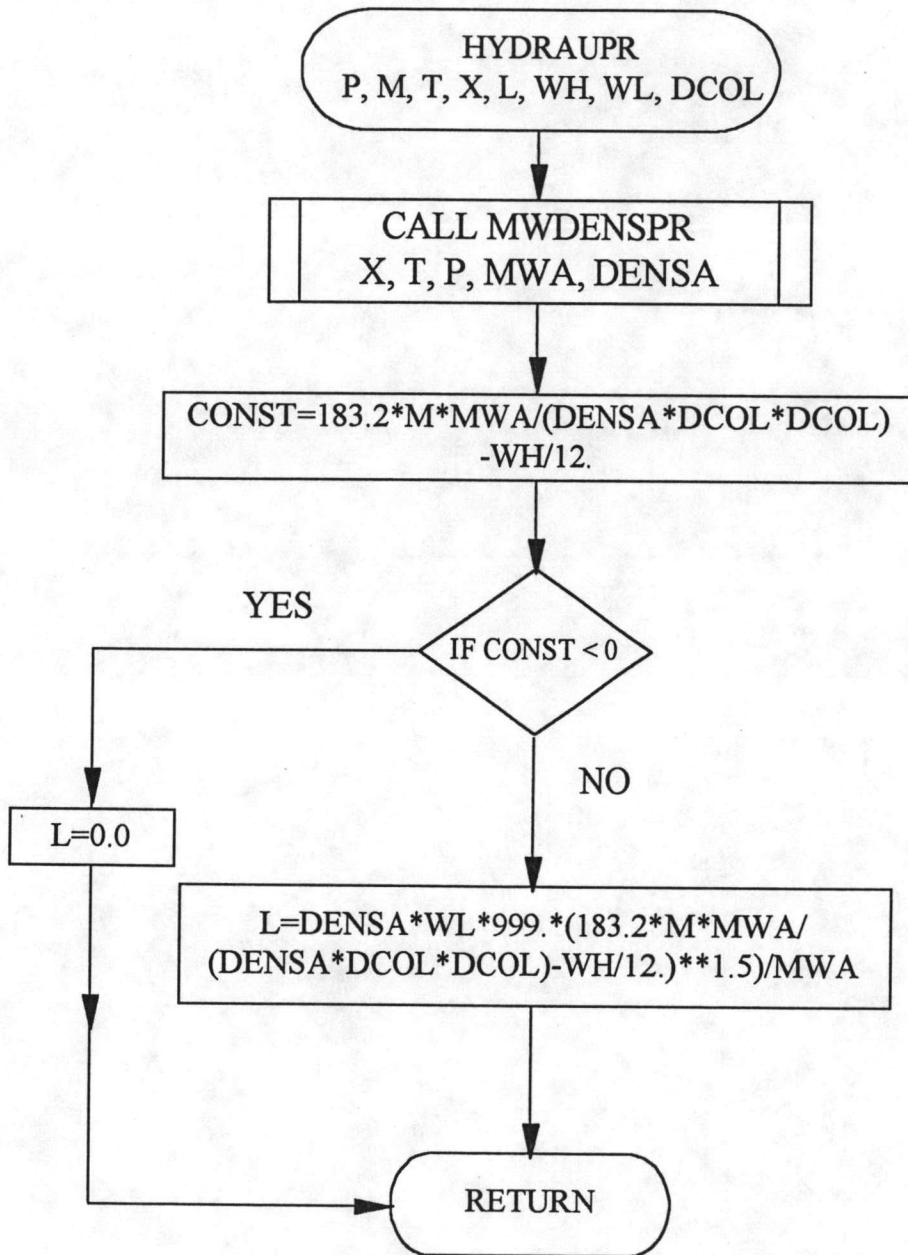 HYDRAUPR
P, M, T, X, L, WH, WL, DCOL
CALL MWDENSPR
X, T, P, MWA, DENSA
CONST=183.2*M*MWA/(DENSA*DCOL*DCOL)
-WH/12.
IF CONST < 0
YES
NO
L=0.0
L=DENSA*WL*999.*(183.2*M*MWA/
(DENSA*DCOL*DCOL)-WH/12.)**1.5)/MWA
RETURN